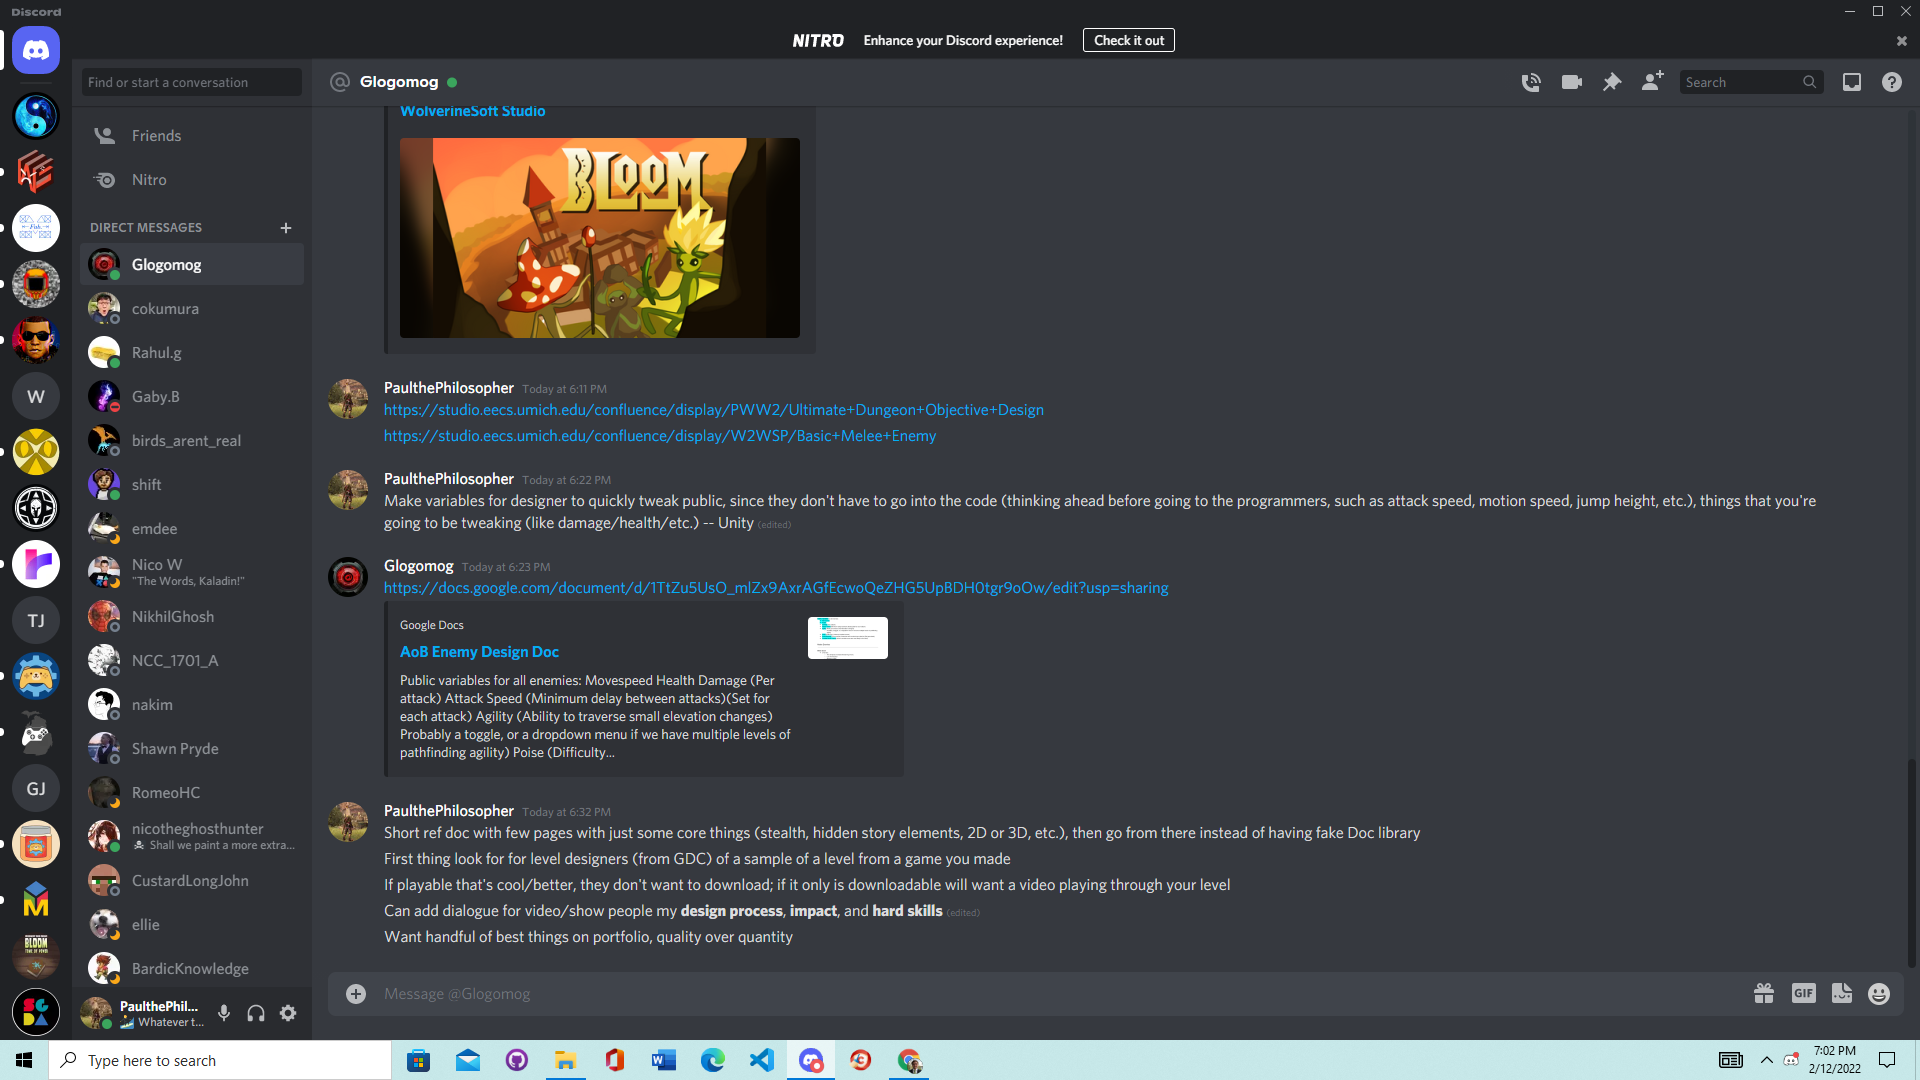 Discord
NITRO Enhance your Discord experience! Check it out
Find or start a conversation
Glogomog
Search
Friends
Nitro
DIRECT MESSAGES
Glogomog
cokumura
Rahul.g
Gaby.B
birds_arent_real
shift
emdee
Nico W
"The Words, Kaladin!"
NikhilGhosh
NCC_1701_A
nakim
Shawn Pryde
RomeoHC
nicotheghosthunter
Shall we paint a more extra...
CustardLongJohn
ellie
BardicKnowledge
PaulthePhil...
Whatever t...
W
TJ
GJ
BLOOM
WolverineSoft Studio
BLOOM
PaulthePhilosopher Today at 6:11 PM
https://studio.eecs.umich.edu/confluence/display/PWW2/Ultimate+Dungeon+Objective+Design
https://studio.eecs.umich.edu/confluence/display/W2WSP/Basic+Melee+Enemy
PaulthePhilosopher Today at 6:22 PM
Make variables for designer to quickly tweak public, since they don't have to go into the code (thinking ahead before going to the programmers, such as attack speed, motion speed, jump height, etc.), things that you're
going to be tweaking (like damage/health/etc.) -- Unity (edited)
Glogomog Today at 6:23 PM
https://docs.google.com/document/d/1TtZu5UsO_mlZx9AxrAGfEcwoQeZHG5UpBDH0tgr9oOw/edit?usp=sharing
Google Docs
AoB Enemy Design Doc
Public variables for all enemies: Movespeed Health Damage (Per
attack) Attack Speed (Minimum delay between attacks)(Set for
each attack) Agility (Ability to traverse small elevation changes)
Probably a toggle, or a dropdown menu if we have multiple levels of
pathfinding agility) Poise (Difficulty...
PaulthePhilosopher Today at 6:32 PM
Short ref doc with few pages with just some core things (stealth, hidden story elements, 2D or 3D, etc.), then go from there instead of having fake Doc library
First thing look for for level designers (from GDC) of a sample of a level from a game you made
If playable that's cool/better, they don't want to download; if it only is downloadable will want a video playing through your level
Can add dialogue for video/show people my design process, impact, and hard skills (edited)
Want handful of best things on portfolio, quality over quantity
Message @Glogomog
GIF
Type here to search
7:02 PM
2/12/2022